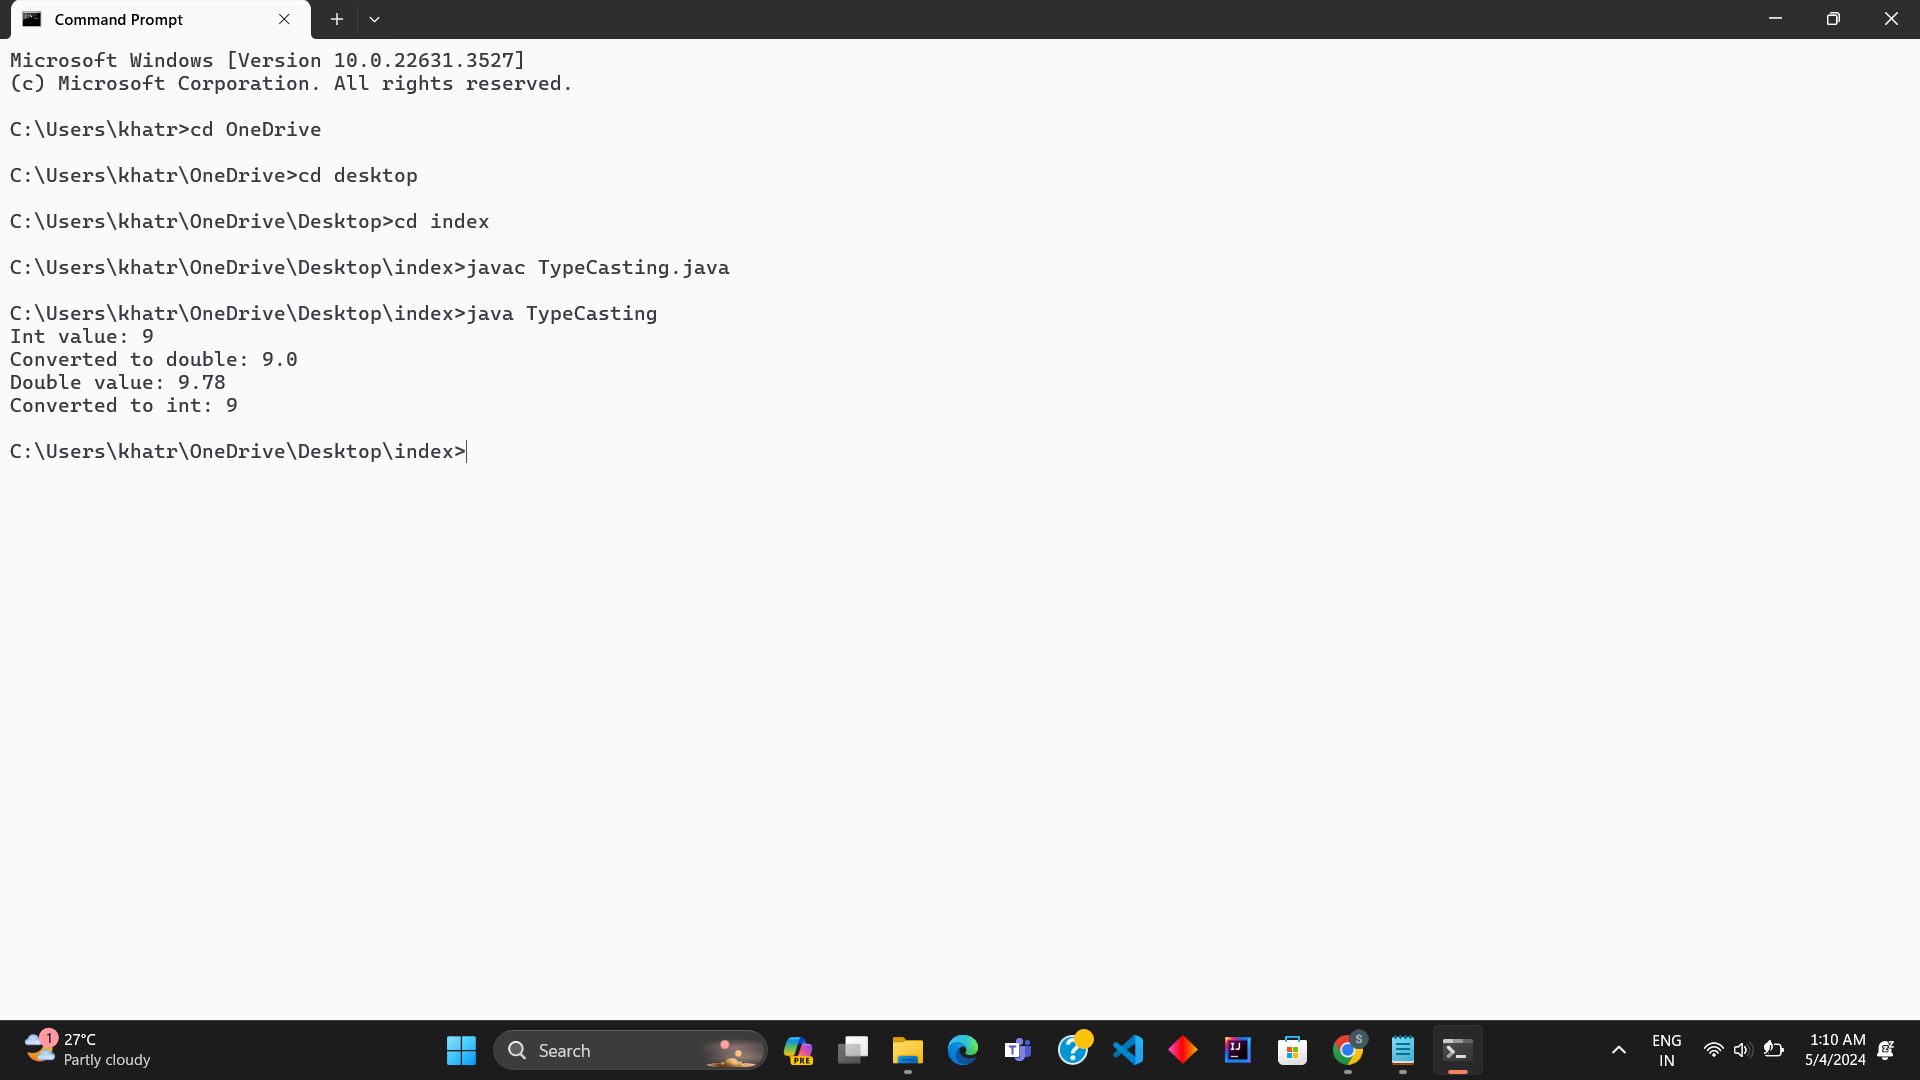 Command Prompt
Microsoft Windows [Version 10.0.22631.3527]
(c) Microsoft Corporation. All rights reserved.
C:\Users\khatr>cd OneDrive
C:\Users\khatr\OneDrive>cd desktop
C:\Users\khatr\OneDrive\Desktop>cd index
C:\Users\khatr\OneDrive\Desktop\index>javac TypeCasting.java
C:\Users\khatr\OneDrive\Desktop\index>java TypeCasting
Int value: 9
Converted to double: 9.0
Double value: 9.78
Converted to int: 9
C:\Users\khatr\OneDrive\Desktop\index>
1
27°C
Partly cloudy
Search
PRE
T
?
IJ
S
ENG
IN
1:10 AM
5/4/2024